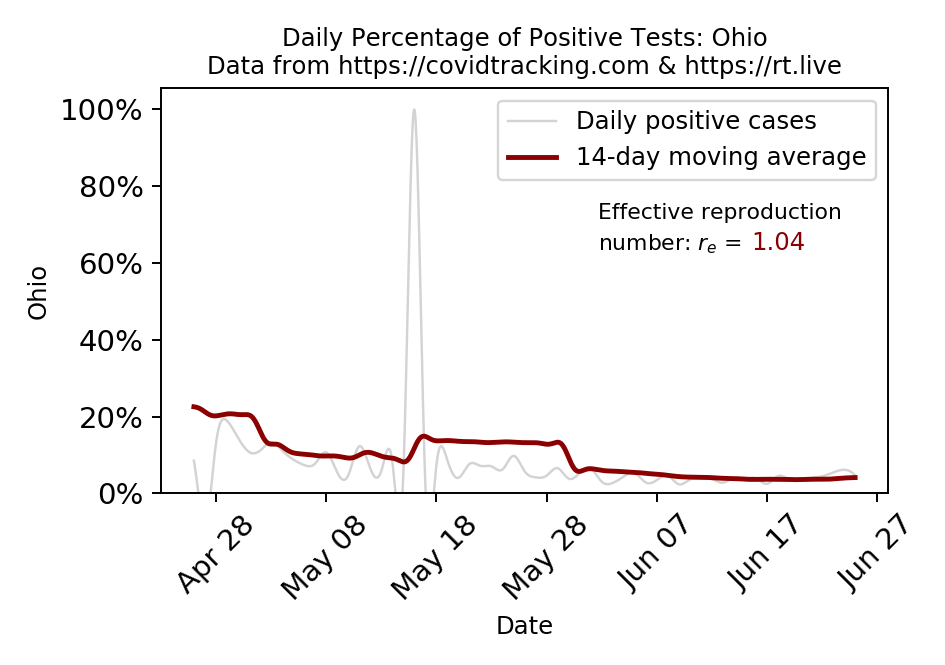 Daily Percentage of Positive Tests: Ohio
Data from https://covidtracking.com & https://rt.live
100%
80%
60%
40%
20%
0%
Ohio
Daily positive cases
14-day moving average
Effective reproduction
number: rₑ = 1.04
Apr 28
May 08
May 18
May 28
Jun 07
Jun 17
Jun 27
Date